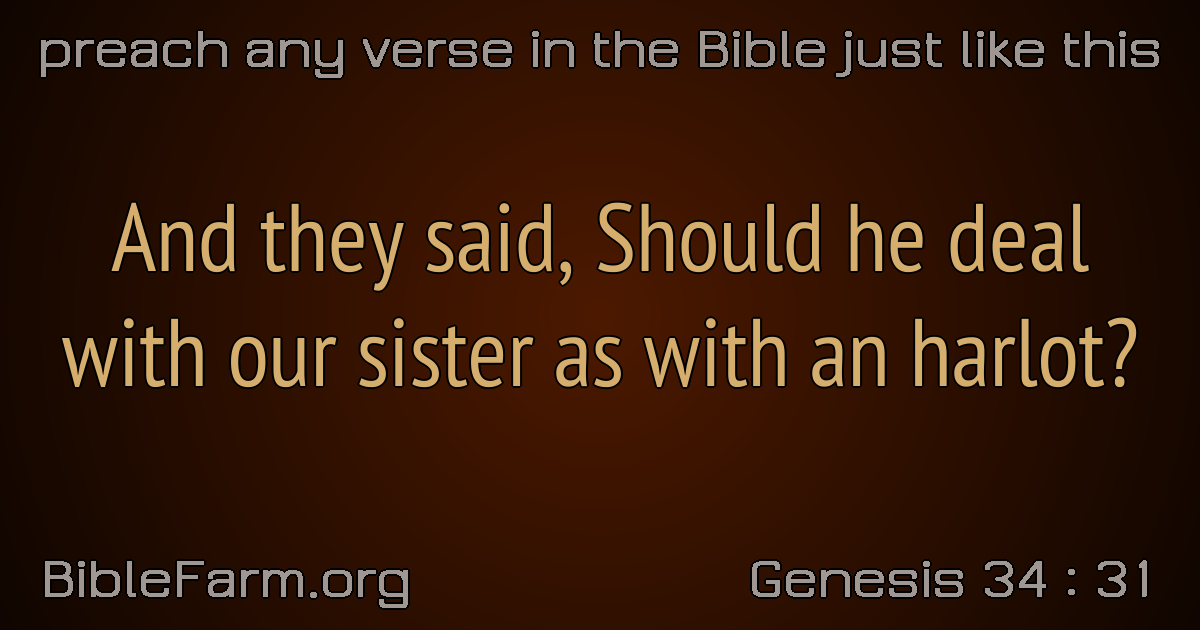 preach any verse in the Bible just like this
And they said, Should he deal
with our sister as with an harlot?
BibleFarm.org
Genesis 34 : 31